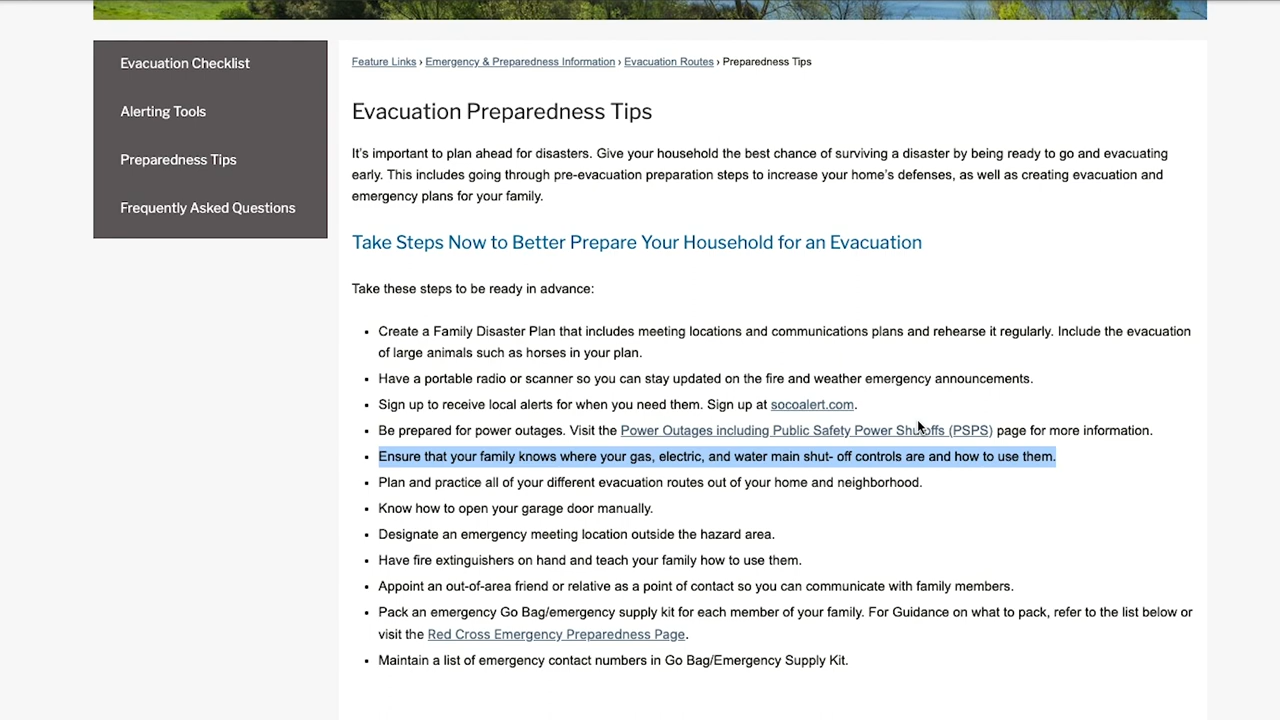 Evacuation Checklist
Alerting Tools
Preparedness Tips
Frequently Asked Questions
Feature Links › Emergency & Preparedness Information › Evacuation Routes › Preparedness Tips
Evacuation Preparedness Tips
It's important to plan ahead for disasters. Give your household the best chance of surviving a disaster by being ready to go and evacuating
early. This includes going through pre-evacuation preparation steps to increase your home's defenses, as well as creating evacuation and
emergency plans for your family.
Take Steps Now to Better Prepare Your Household for an Evacuation
Take these steps to be ready in advance:
• Create a Family Disaster Plan that includes meeting locations and communications plans and rehearse it regularly. Include the evacuation
of large animals such as horses in your plan.
• Have a portable radio or scanner so you can stay updated on the fire and weather emergency announcements.
• Sign up to receive local alerts for when you need them. Sign up at socoalert.com.
• Be prepared for power outages. Visit the Power Outages including Public Safety Power Shutoffs (PSPS) page for more information.
• Ensure that your family knows where your gas, electric, and water main shut- off controls are and how to use them.
• Plan and practice all of your different evacuation routes out of your home and neighborhood.
• Know how to open your garage door manually.
• Designate an emergency meeting location outside the hazard area.
• Have fire extinguishers on hand and teach your family how to use them.
• Appoint an out-of-area friend or relative as a point of contact so you can communicate with family members.
• Pack an emergency Go Bag/emergency supply kit for each member of your family. For Guidance on what to pack, refer to the list below or
visit the Red Cross Emergency Preparedness Page.
• Maintain a list of emergency contact numbers in Go Bag/Emergency Supply Kit.